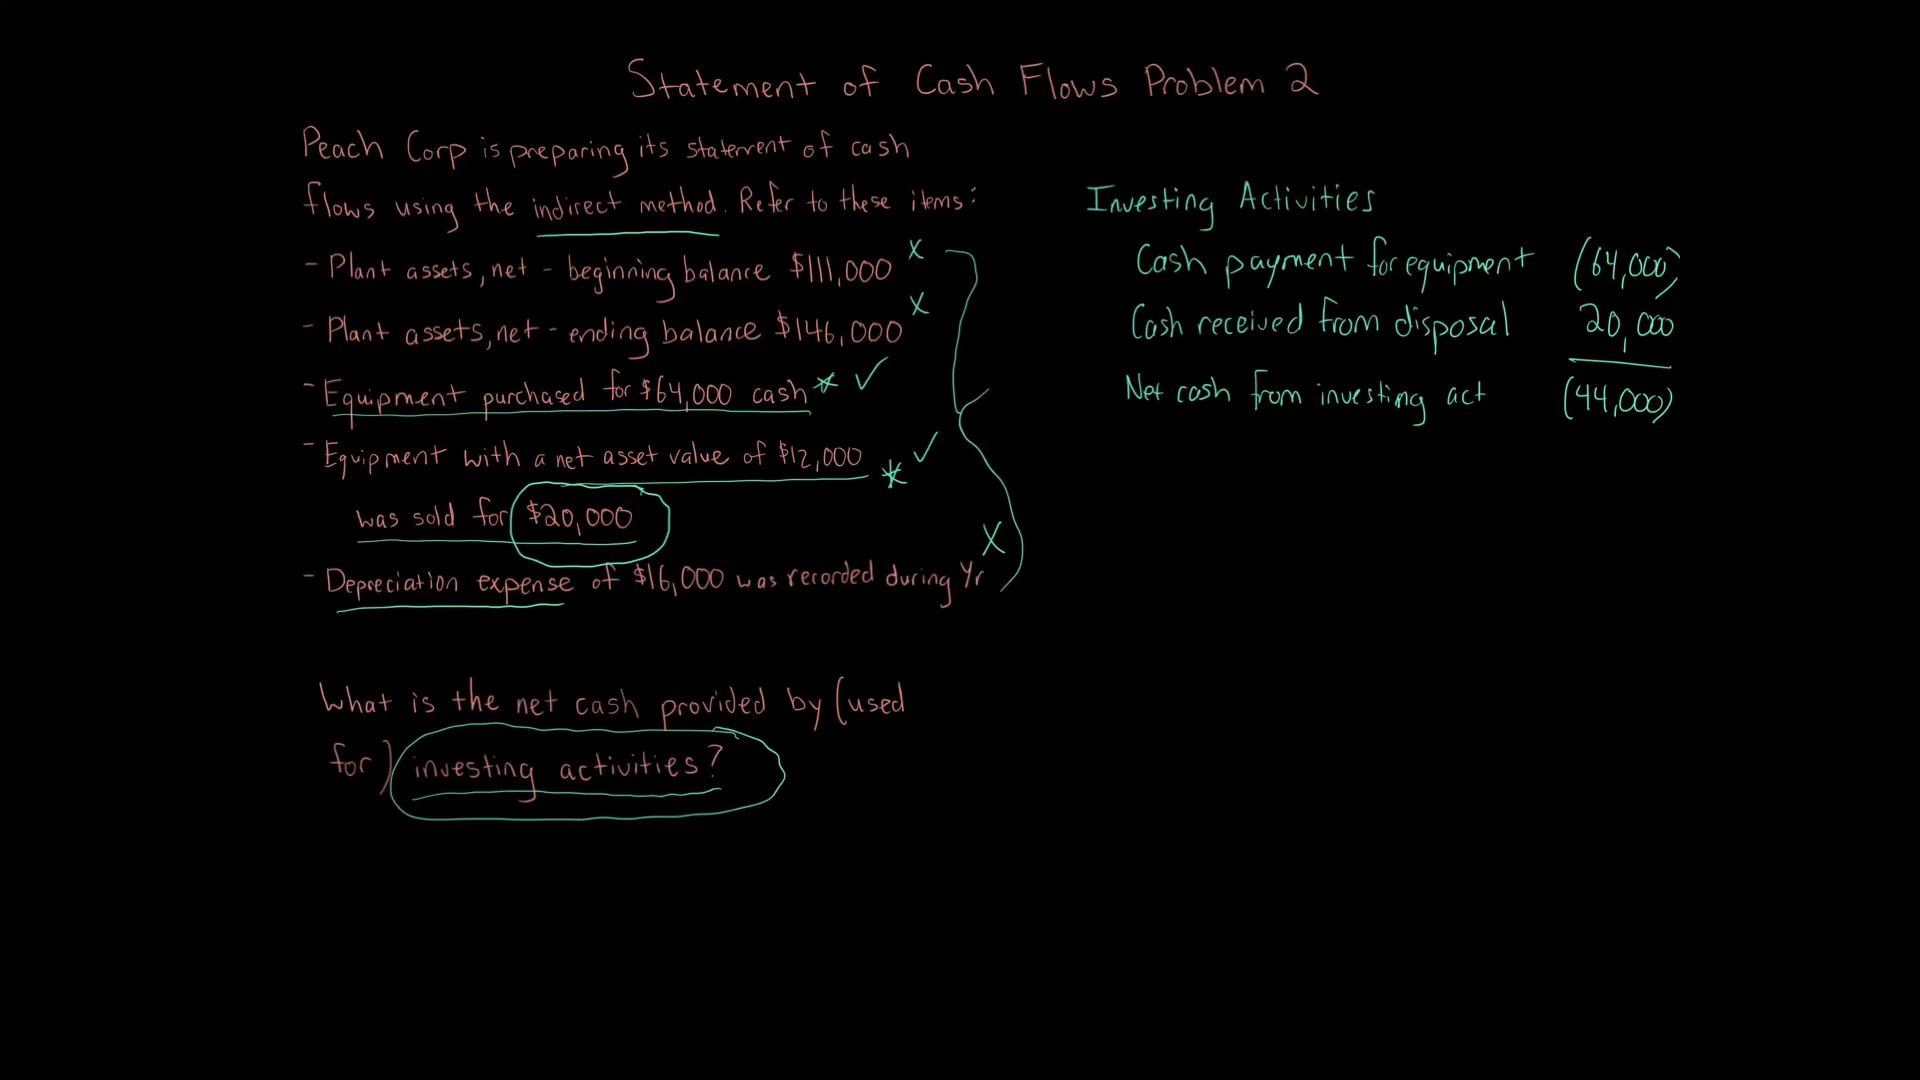 Statement of Cash Flows Problem 2
Peach Corp is preparing its statement of cash
flows using the indirect method. Refer to these items:
- Plant assets, net - beginning balance $111,000 X
- Plant assets, net - ending balance $146,000 X
- Equipment purchased for $64,000 cash * ✓
- Equipment with a net asset value of $12,000 * ✓
was sold for $20,000
- Depreciation expense of $16,000 was recorded during Yr X
What is the net cash provided by (used
for) investing activities?
Investing Activities
Cash payment for equipment (64,000)
Cash received from disposal 20,000
Net cash from investing act (44,000)